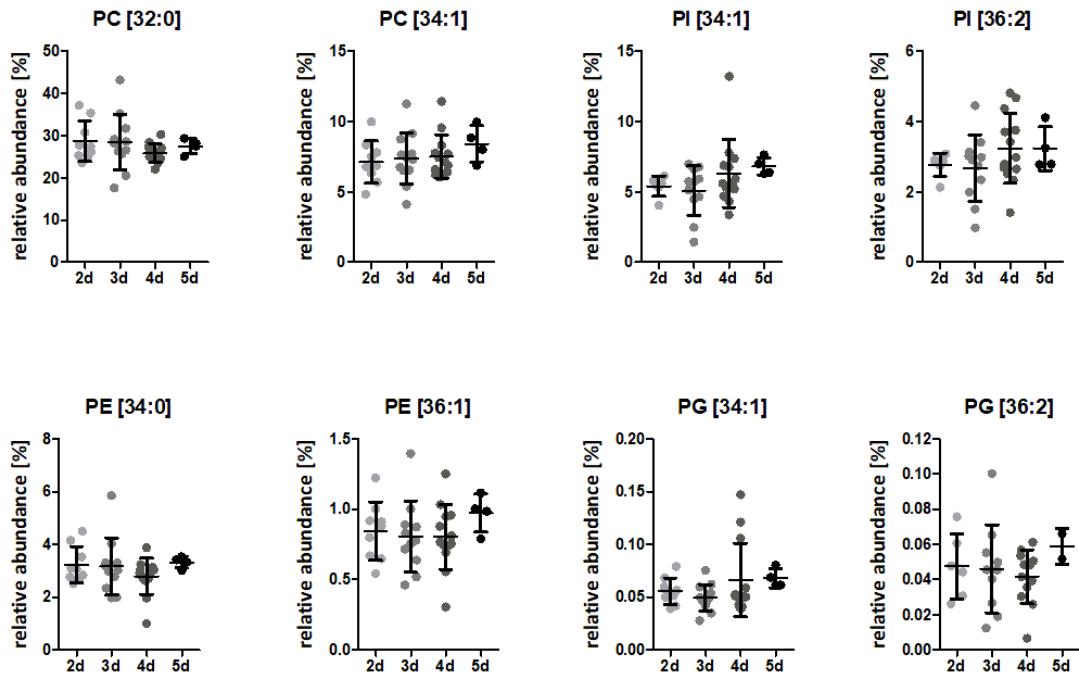 PC [32:0]
relative abundance [%]
50
40
30
20
10
0
2d 3d 4d 5d
PC [34:1]
relative abundance [%]
15
10
5
0
2d 3d 4d 5d
PI [34:1]
relative abundance [%]
15
10
5
0
2d 3d 4d 5d
PI [36:2]
relative abundance [%]
6
4
2
0
2d 3d 4d 5d
PE [34:0]
relative abundance [%]
8
6
4
2
0
2d 3d 4d 5d
PE [36:1]
relative abundance [%]
1.5
1.0
0.5
0.0
2d 3d 4d 5d
PG [34:1]
relative abundance [%]
0.20
0.15
0.10
0.05
0.00
2d 3d 4d 5d
PG [36:2]
relative abundance [%]
0.12
0.10
0.08
0.06
0.04
0.02
0.00
2d 3d 4d 5d